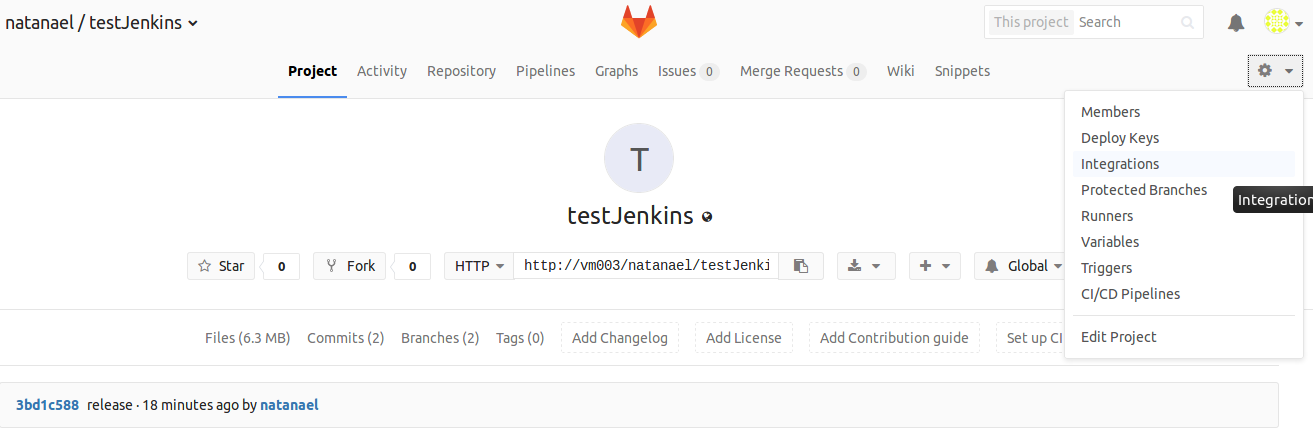 natanael / testJenkins
This project Search
Project Activity Repository Pipelines Graphs Issues 0 Merge Requests 0 Wiki Snippets
Members
Deploy Keys
Integrations
Protected Branches
Integration
Runners
Variables
Triggers
CI/CD Pipelines
Edit Project
T
testJenkins
Star 0 Fork 0 HTTP http://vm003/natanael/testJenki Global
Files (6.3 MB) Commits (2) Branches (2) Tags (0) Add Changelog Add License Add Contribution guide Set up CI
3bd1c588 release · 18 minutes ago by natanael